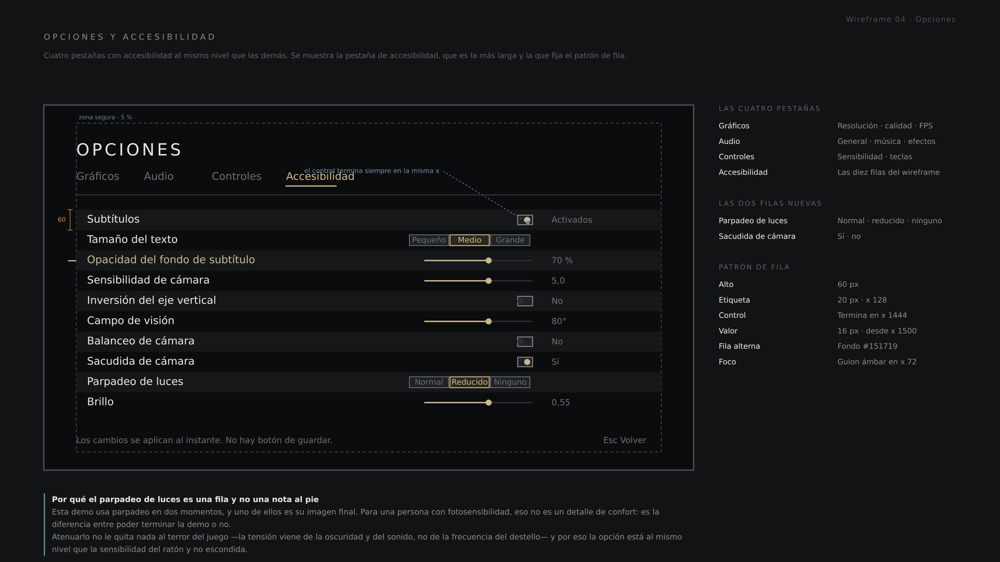 Wireframe 04 · Opciones
OPCIONES Y ACCESIBILIDAD
Cuatro pestañas con accesibilidad al mismo nivel que las demás. Se muestra la pestaña de accesibilidad, que es la más larga y la que fija el patrón de fila.
zona segura · 5 %
OPCIONES
el control termina siempre en la misma x
Gráficos Audio Controles Accesibilidad
60
Subtítulos Activados
Tamaño del texto Pequeño Medio Grande
Opacidad del fondo de subtítulo 70 %
Sensibilidad de cámara 5,0
Inversión del eje vertical No
Campo de visión 80°
Balanceo de cámara No
Sacudida de cámara Sí
Parpadeo de luces Normal Reducido Ninguno
Brillo 0,55
Los cambios se aplican al instante. No hay botón de guardar. Esc Volver
LAS CUATRO PESTAÑAS
Gráficos Resolución · calidad · FPS
Audio General · música · efectos
Controles Sensibilidad · teclas
Accesibilidad Las diez filas del wireframe
LAS DOS FILAS NUEVAS
Parpadeo de luces Normal · reducido · ninguno
Sacudida de cámara Sí · no
PATRÓN DE FILA
Alto 60 px
Etiqueta 20 px · x 128
Control Termina en x 1444
Valor 16 px · desde x 1500
Fila alterna Fondo #151719
Foco Guion ámbar en x 72
Por qué el parpadeo de luces es una fila y no una nota al pie
Esta demo usa parpadeo en dos momentos, y uno de ellos es su imagen final. Para una persona con fotosensibilidad, eso no es un detalle de confort: es la
diferencia entre poder terminar la demo o no.
Atenuarlo no le quita nada al terror del juego —la tensión viene de la oscuridad y del sonido, no de la frecuencia del destello— y por eso la opción está al mismo
nivel que la sensibilidad del ratón y no escondida.